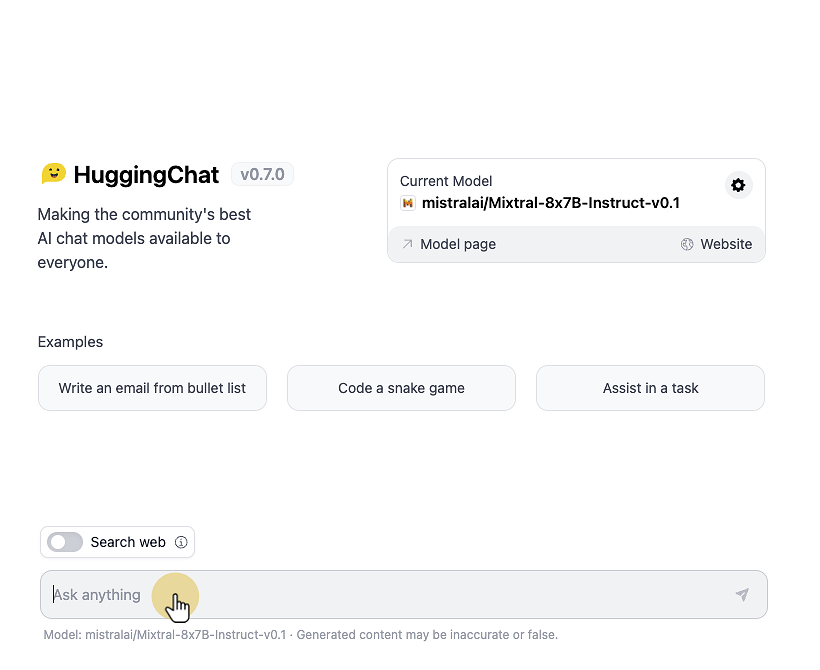 HuggingChat v0.7.0
Making the community's best
AI chat models available to
everyone.
Current Model
mistralai/Mixtral-8x7B-Instruct-v0.1
Model page Website
Examples
Write an email from bullet list Code a snake game Assist in a task
Search web
Ask anything
Model: mistralai/Mixtral-8x7B-Instruct-v0.1 · Generated content may be inaccurate or false.